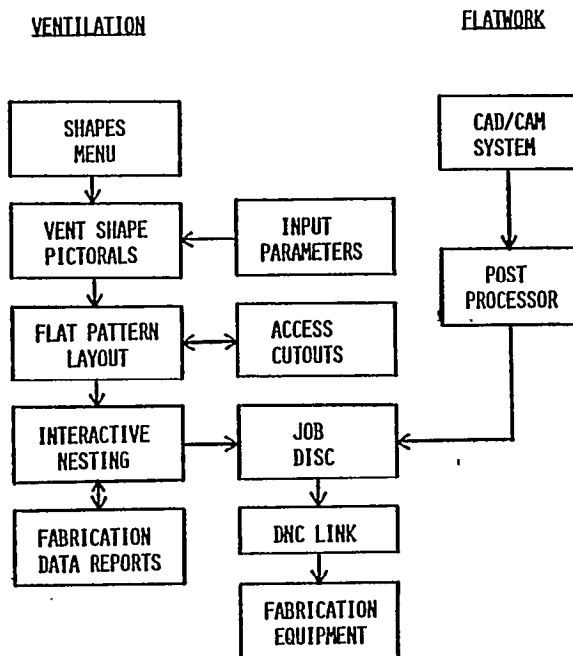 VENTILATION
FLATWORK
SHAPES
MENU
CAD/CAM
SYSTEM
VENT SHAPE
PICTORALS
INPUT
PARAMETERS
POST
PROCESSOR
FLAT PATTERN
LAYOUT
ACCESS
CUTOUTS
INTERACTIVE
NESTING
JOB
DISC
FABRICATION
DATA REPORTS
DNC LINK
FABRICATION
EQUIPMENT